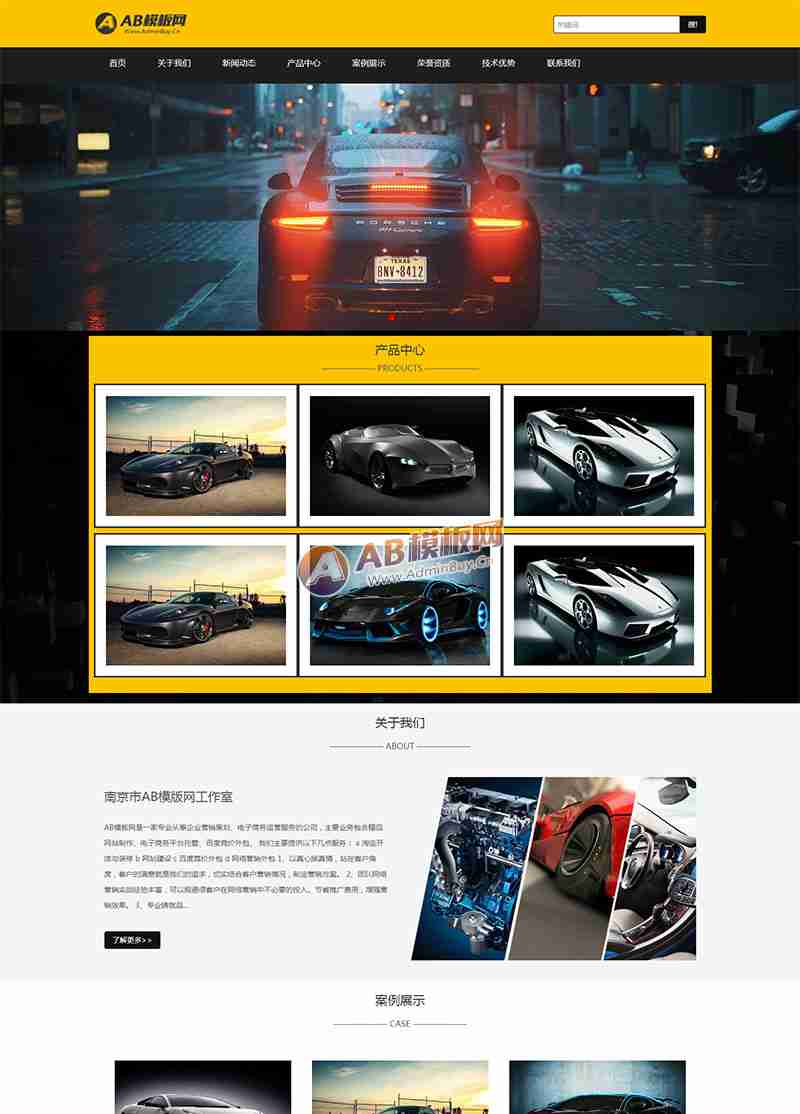 AB模板网
Www.AdminBuy.Cn
搜!
首页 关于我们 新闻动态 产品中心 案例展示 荣誉资质 技术优势 联系我们
PORSCHE
TEXAS
BNV-8412
产品中心
PRODUCTS
AB模板网
Www.AdminBuy.Cn
关于我们
ABOUT
南京市AB模版网工作室
AB模板网是一家专业从事企业营销策划、电子商务运营服务的公司，主要业务包含精品
网站制作、电子商务平台托管、百度竞价外包。 我们主要提供以下几点服务： a 淘宝开
店与装修 b 网站建设 c 百度竞价外包 d 网络营销外包 1、以真心换真情，站在客户角
度，客户的满意就是我们的追求，切实结合客户营销情况，制定营销方案。 2、团队网络
营销实战经验丰富，可以规避很客户在网络营销中不必要的投入。节省推广费用，增强营
销效果。 3、专业铸就品...
了解更多>>
案例展示
CASE